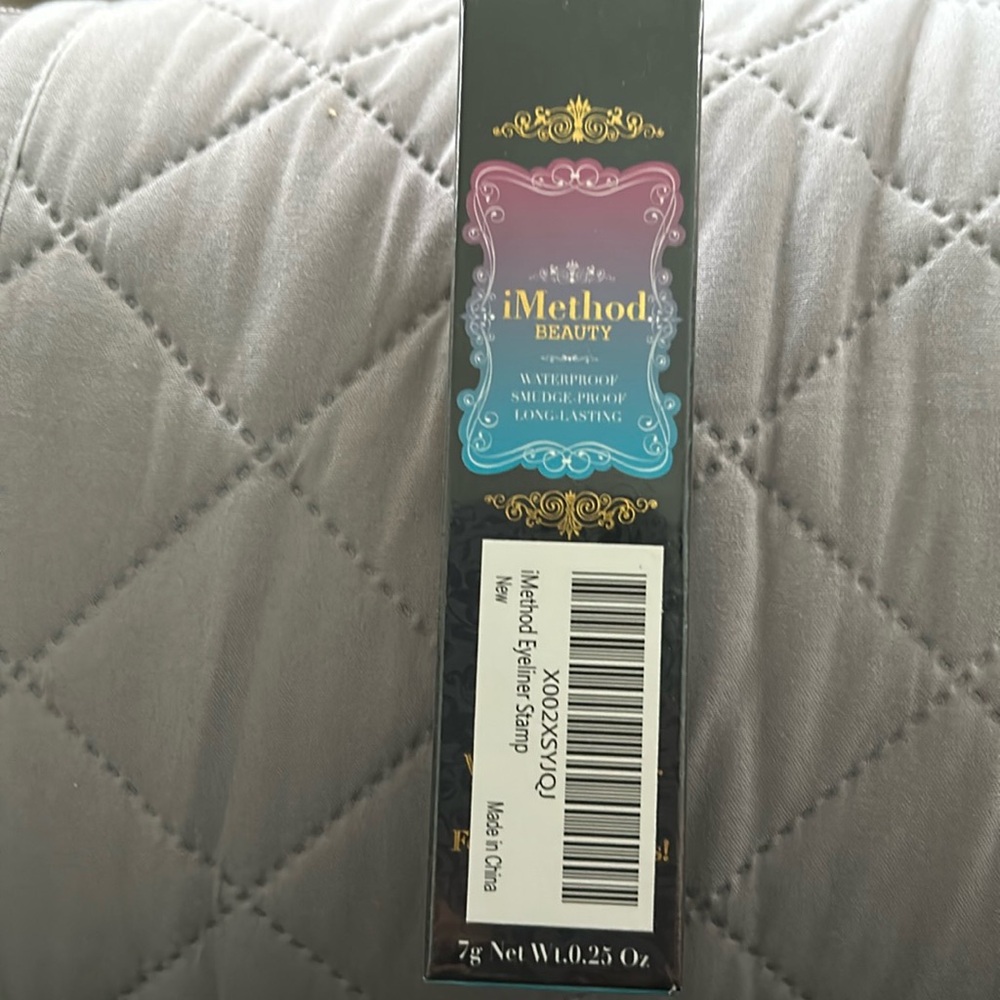 iMethod
BEAUTY
WATERPROOF
SMUDGE-PROOF
LONG-LASTING
X002XSYJQJ
iMethod Eyeliner Stamp
New
Made in China
7g Net Wt.0.25 Oz